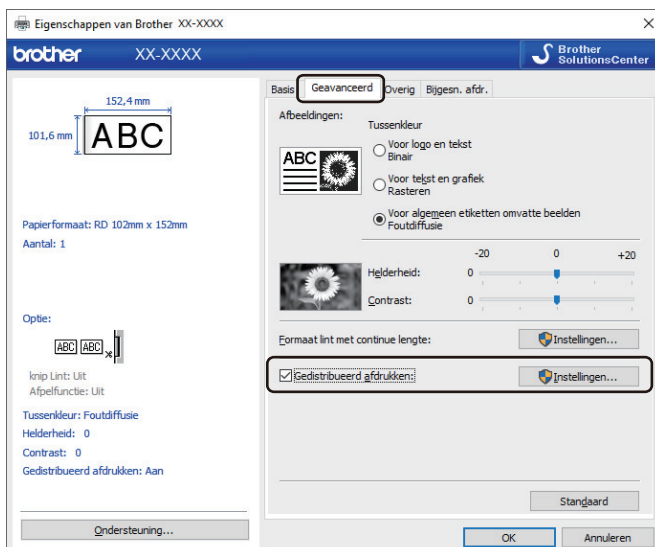 Eigenschappen van Brother XX-XXXX
brother XX-XXXX
Brother
SolutionsCenter
152,4 mm
101,6 mm
ABC
Papierformaat: RD 102mm x 152mm
Aantal: 1
Optie:
ABC ABC
knip Lint: Uit
Afpelfunctie: Uit
Tussenkleur: Foutdiffusie
Helderheid: 0
Contrast: 0
Gedistribueerd afdrukken: Aan
Ondersteuning...
Basis Geavanceerd Overig Bijgesn. afdr.
Afbeeldingen:
Tussenkleur
ABC
Voor logo en tekst
Binair
Voor tekst en grafiek
Rasteren
Voor algemeen etiketten omvatte beelden
Foutdiffusie
-20 0 +20
Helderheid: 0
Contrast: 0
Formaat lint met continue lengte: Instellingen...
Gedistribueerd afdrukken: Instellingen...
Standaard
OK Annuleren